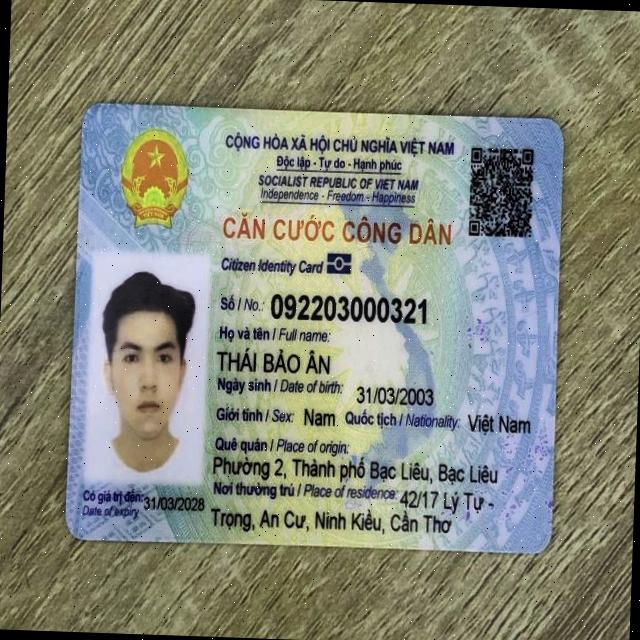 CỘNG HÒA XÃ HỘI CHỦ NGHĨA VIỆT NAM
Độc lập - Tự do - Hạnh phúc
SOCIALIST REPUBLIC OF VIET NAM
Independence - Freedom - Happiness
CĂN CƯỚC CÔNG DÂN
Citizen Identity Card
Số / No.: 092203000321
Họ và tên / Full name:
THÁI BẢO ÂN
Ngày sinh / Date of birth: 31/03/2003
Giới tính / Sex: Nam Quốc tịch / Nationality: Việt Nam
Quê quán / Place of origin:
Phường 2, Thành phố Bạc Liêu, Bạc Liêu
Nơi thường trú / Place of residence: 42/17 Lý Tự -
Trọng, An Cư, Ninh Kiều, Cần Thơ
Có giá trị đến: 31/03/2028
Date of expiry